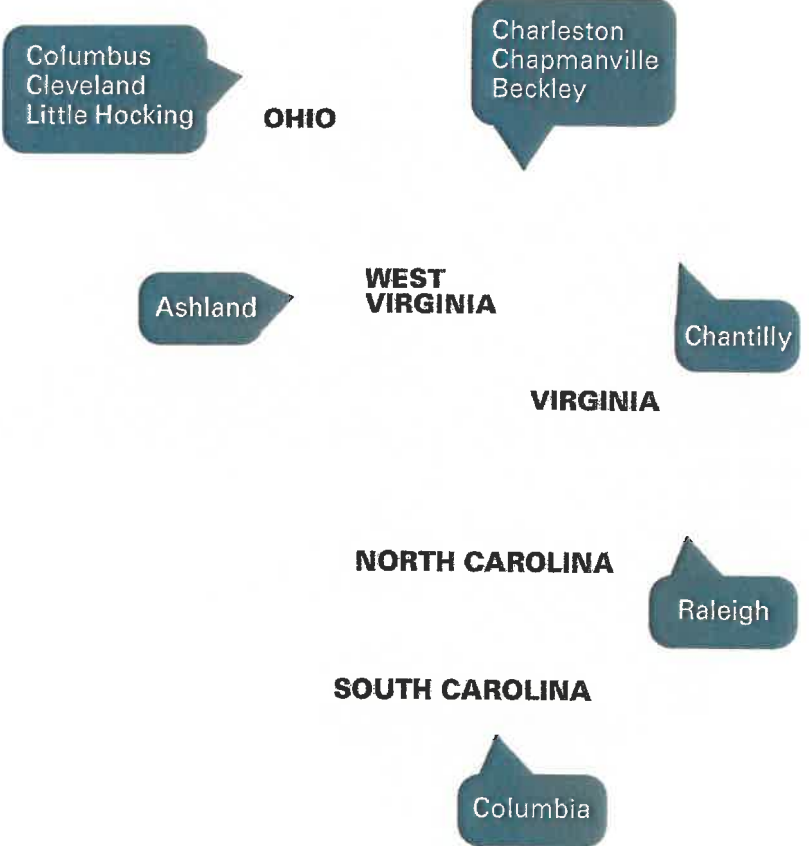 Columbus
Cleveland
Little Hocking
OHIO
Charleston
Chapmanville
Beckley
Ashland
WEST
VIRGINIA
Chantilly
VIRGINIA
NORTH CAROLINA
Raleigh
SOUTH CAROLINA
Columbia